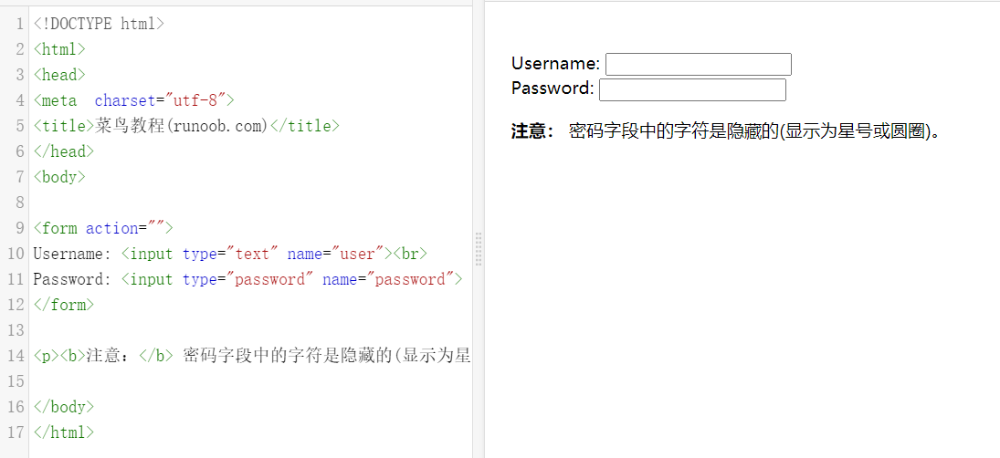 1 <!DOCTYPE html>
2 <html>
3 <head>
4 <meta  charset="utf-8">
5 <title>菜鸟教程(runoob.com)</title>
6 </head>
7 <body>
8
9 <form action="">
10 Username: <input type="text" name="user"><br>
11 Password: <input type="password" name="password">
12 </form>
13
14 <p><b>注意：</b> 密码字段中的字符是隐藏的(显示为星
15
16 </body>
17 </html>
Username:
Password:
注意： 密码字段中的字符是隐藏的(显示为星号或圆圈)。